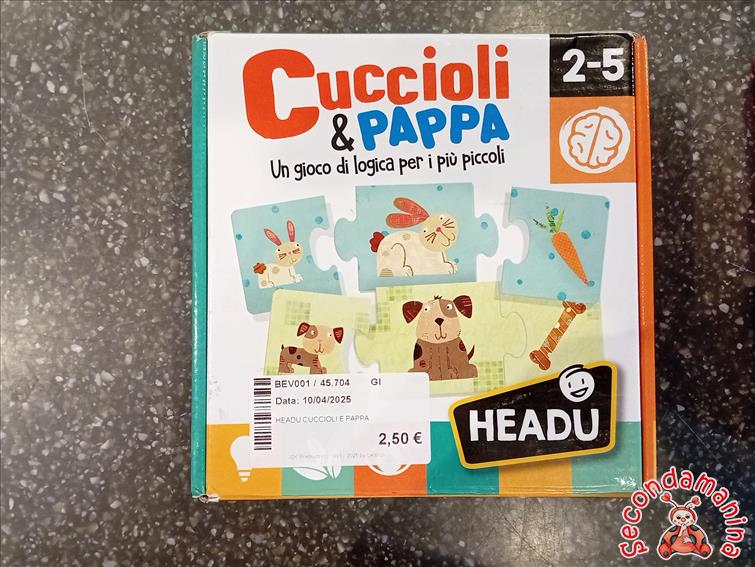 Cuccioli
& PAPPA
Un gioco di logica per i più piccoli
2-5
BEV001 / 45.704 GI
Data: 10/04/2025
HEADU CUCCIOLI E PAPPA
2,50 €
HEADU
secondamanina